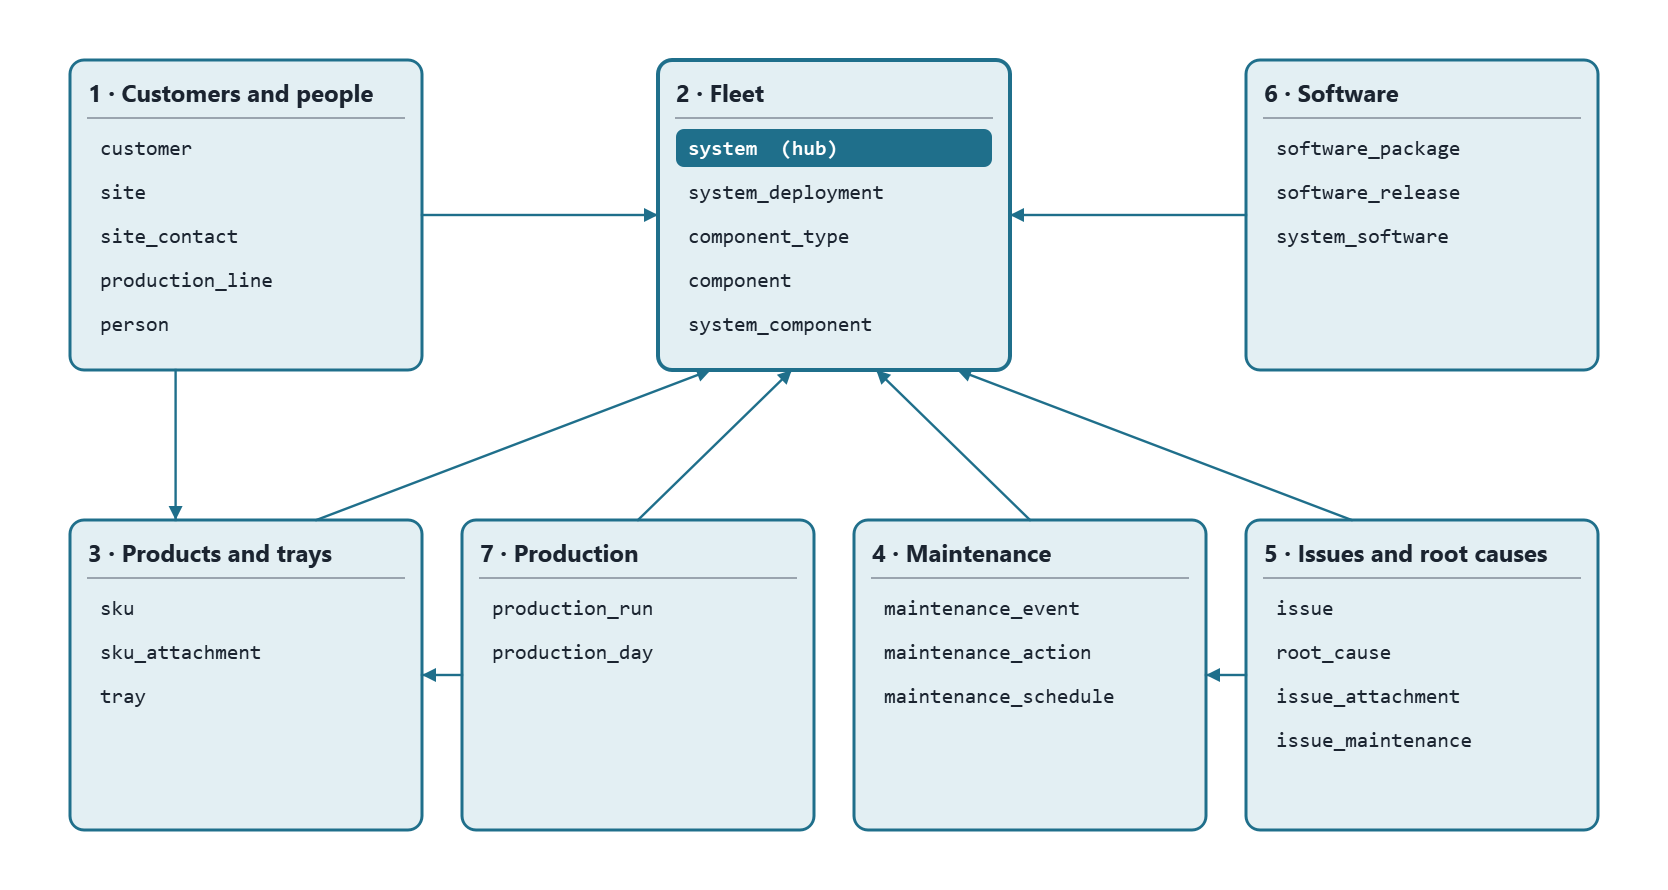 1 · Customers and people
customer
site
site_contact
production_line
person
2 · Fleet
system (hub)
system_deployment
component_type
component
system_component
6 · Software
software_package
software_release
system_software
3 · Products and trays
sku
sku_attachment
tray
7 · Production
production_run
production_day
4 · Maintenance
maintenance_event
maintenance_action
maintenance_schedule
5 · Issues and root causes
issue
root_cause
issue_attachment
issue_maintenance